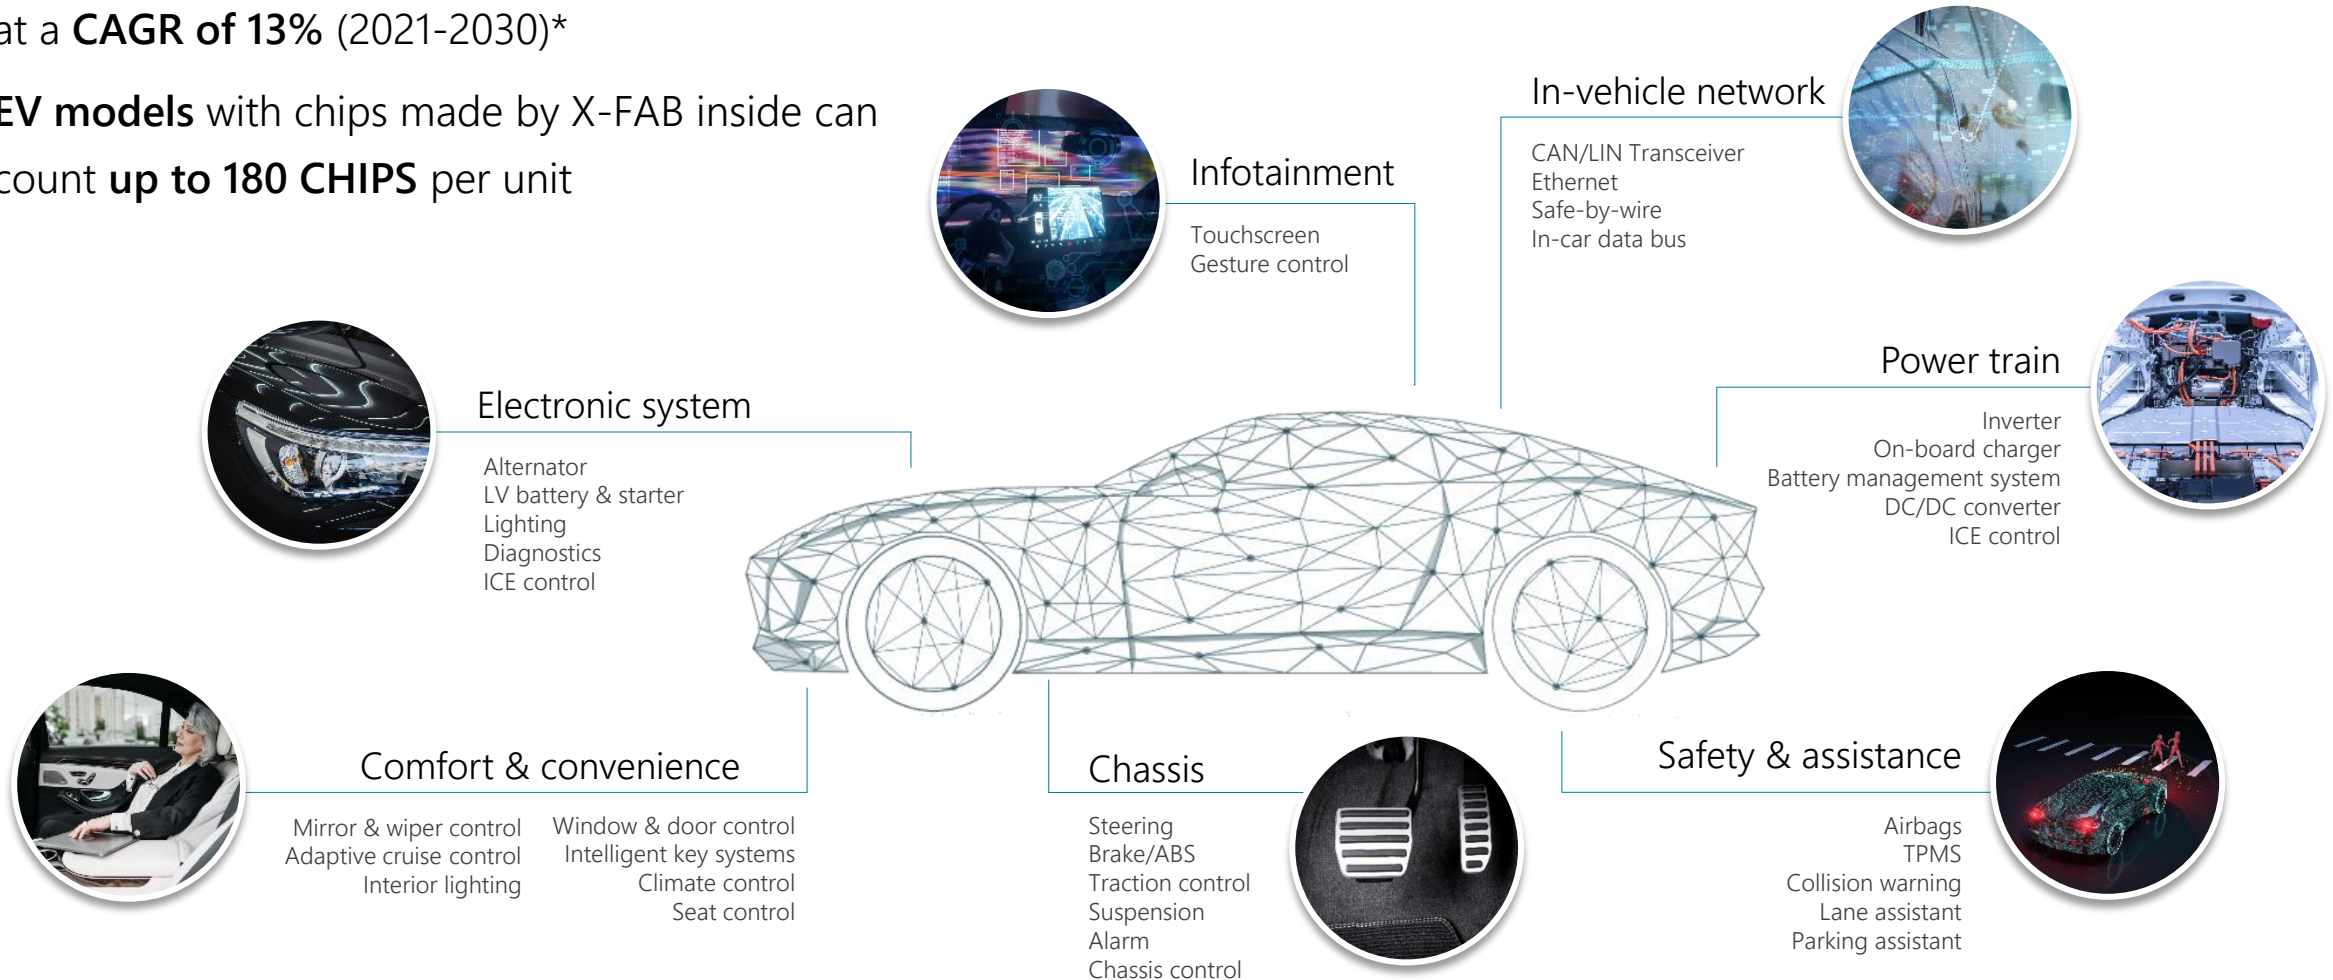 at a CAGR of 13% (2021-2030)*
EV models with chips made by X-FAB inside can
count up to 180 CHIPS per unit
In-vehicle network
CAN/LIN Transceiver
Ethernet
Safe-by-wire
In-car data bus
Infotainment
Touchscreen
Gesture control
Electronic system
Alternator
LV battery & starter
Lighting
Diagnostics
ICE control
Power train
Inverter
On-board charger
Battery management system
DC/DC converter
ICE control
Comfort & convenience
Mirror & wiper control
Adaptive cruise control
Interior lighting
Window & door control
Intelligent key systems
Climate control
Seat control
Chassis
Steering
Brake/ABS
Traction control
Suspension
Alarm
Chassis control
Safety & assistance
Airbags
TPMS
Collision warning
Lane assistant
Parking assistant